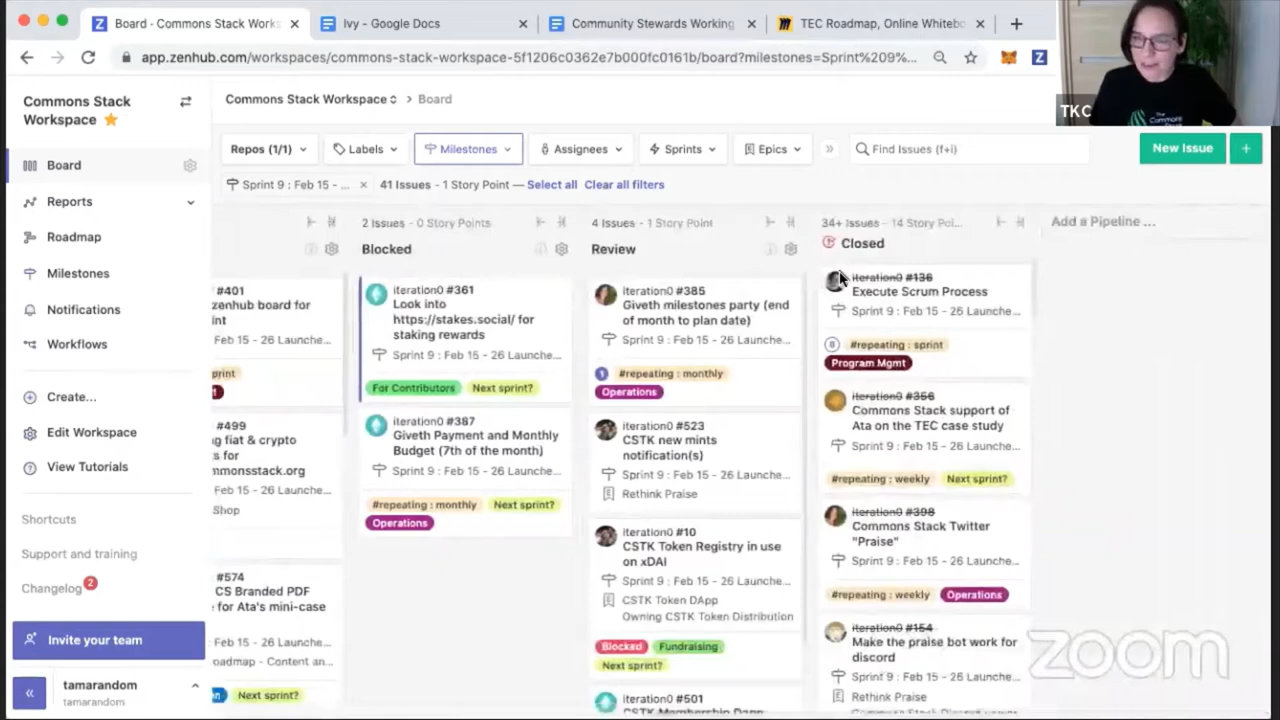 Board · Commons Stack Works
Ivy - Google Docs
Community Stewards Working
TEC Roadmap, Online Whitebo
app.zenhub.com/workspaces/commons-stack-workspace-5f1206c0362e7b000fc0161b/board?milestones=Sprint%209%...
TKC
Commons Stack
Workspace
Commons Stack Workspace
Board
Board
Reports
Roadmap
Milestones
Notifications
Workflows
Create...
Edit Workspace
View Tutorials
Shortcuts
Support and training
Changelog
2
Invite your team
tamarandom
tamarandom
Repos (1/1)
Labels
Milestones
Assignees
Sprints
Epics
Find Issues (f+i)
New Issue
Sprint 9 : Feb 15 - ...
41 Issues - 1 Story Point — Select all Clear all filters
#401
zenhub board for
int
Feb 15 - 26 Launche...
print
#499
g fiat & crypto
s for
mmonsstack.org
Feb 15 - 26 Launche...
Shop
#574
CS Branded PDF
e for Ata's mini-case
Feb 15 - 26 Launche...
oadmap - Content an...
Next sprint?
2 Issues - 0 Story Points
Blocked
iteration0 #361
Look into
https://stakes.social/ for
staking rewards
Sprint 9 : Feb 15 - 26 Launche...
For Contributors
Next sprint?
iteration0 #387
Giveth Payment and Monthly
Budget (7th of the month)
Sprint 9 : Feb 15 - 26 Launche...
#repeating : monthly
Next sprint?
Operations
4 Issues - 1 Story Point
Review
iteration0 #385
Giveth milestones party (end
of month to plan date)
Sprint 9 : Feb 15 - 26 Launche...
1
#repeating : monthly
Operations
iteration0 #523
CSTK new mints
notification(s)
Sprint 9 : Feb 15 - 26 Launche...
Rethink Praise
iteration0 #10
CSTK Token Registry in use
on xDAI
Sprint 9 : Feb 15 - 26 Launche...
CSTK Token DApp
Owning CSTK Token Distribution
Blocked
Fundraising
Next sprint?
iteration0 #501
CSTK Membership Dapp
34+ Issues - 14 Story Poi...
Closed
iteration0 #136
Execute Scrum Process
Sprint 9 : Feb 15 - 26 Launche...
#repeating : sprint
Program Mgmt
iteration0 #356
Commons Stack support of
Ata on the TEC case study
Sprint 9 : Feb 15 - 26 Launche...
#repeating : weekly
Next sprint?
iteration0 #398
Commons Stack Twitter
"Praise"
Sprint 9 : Feb 15 - 26 Launche...
#repeating : weekly
Operations
iteration0 #154
Make the praise bot work for
discord
Sprint 9 : Feb 15 - 26 Launche...
Rethink Praise
Add a Pipeline ...
zoom